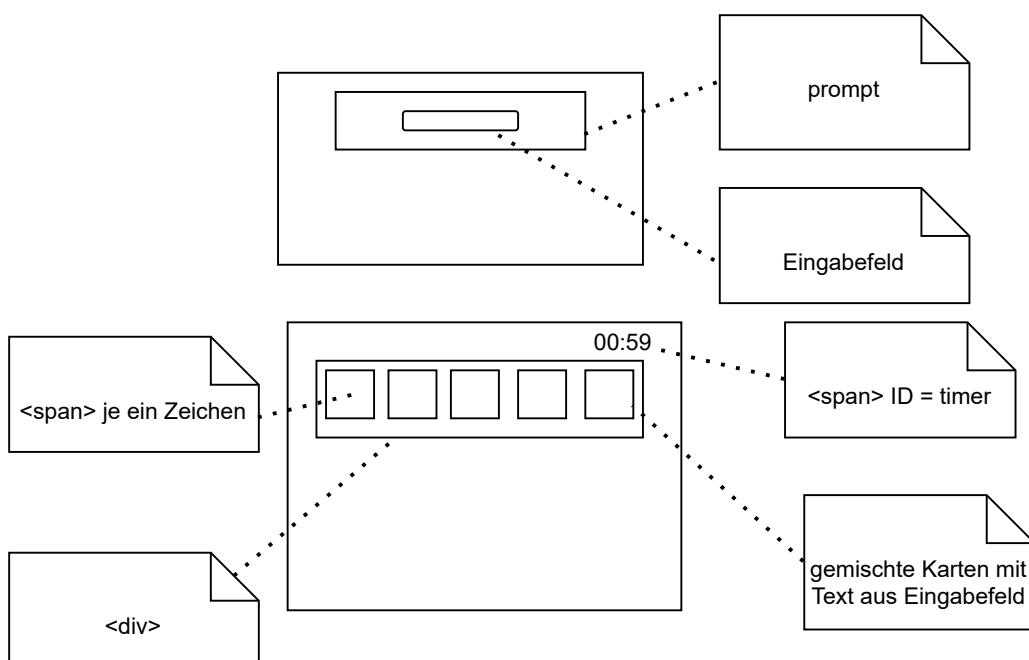 prompt
Eingabefeld
00:59
<span> je ein Zeichen
<span> ID = timer
gemischte Karten mit
Text aus Eingabefeld
<div>